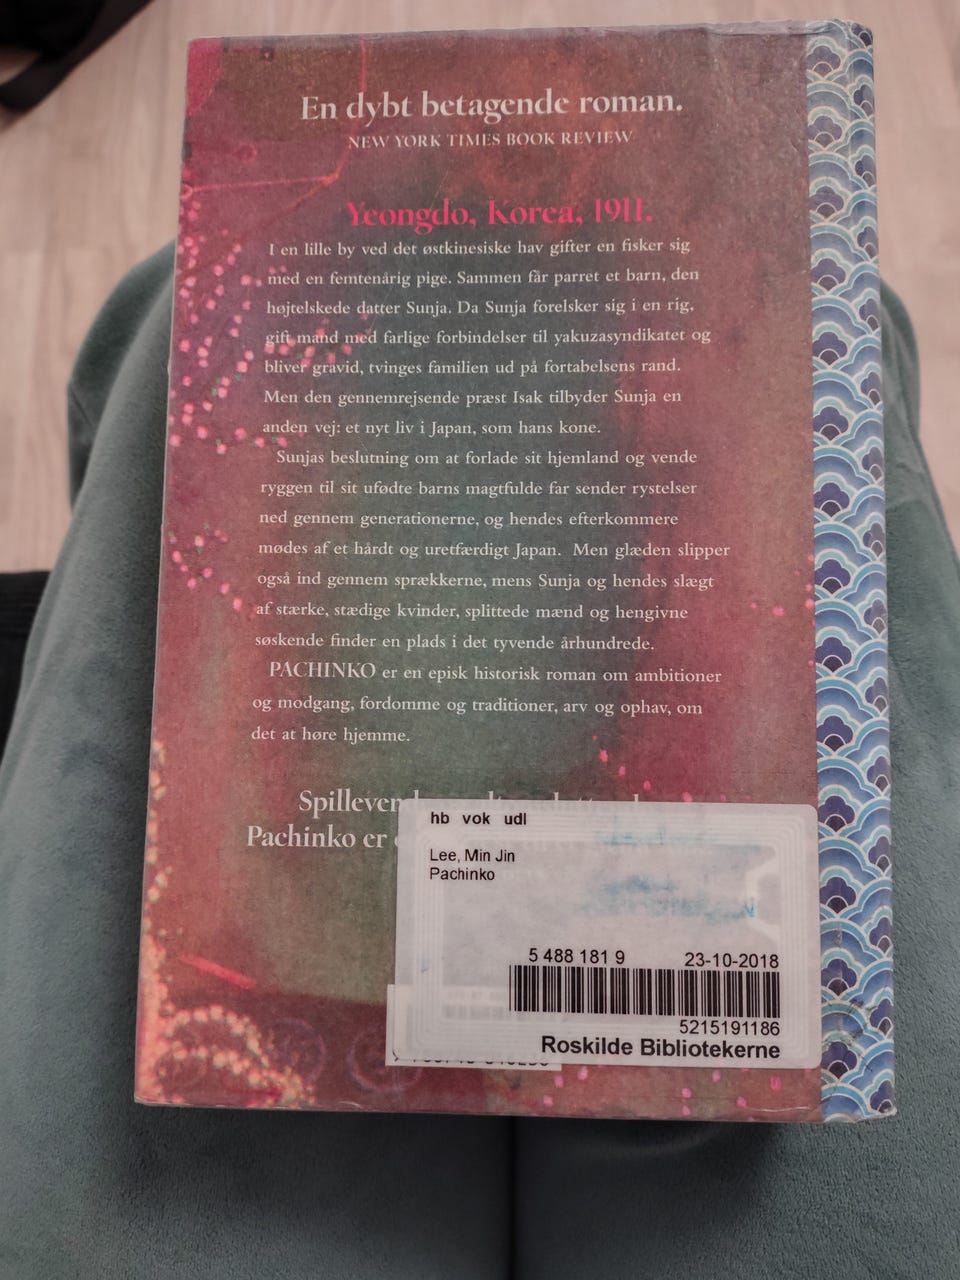 En dybt betagende roman.
NEW YORK TIMES BOOK REVIEW
Yeongdo, Korea, 1911.
I en lille by ved det østkinesiske hav gifter en fisker sig
med en femtenårig pige. Sammen får parret et barn, den
højtelskede datter Sunja. Da Sunja forelsker sig i en rig,
gift mand med farlige forbindelser til yakuzasyndikatet og
bliver gravid, tvinges familien ud på fortabelsens rand.
Men den gennemrejsende præst Isak tilbyder Sunja en
anden vej: et nyt liv i Japan, som hans kone.
Sunjas beslutning om at forlade sit hjemland og vende
ryggen til sit ufødte barns magtfulde far sender rystelser
ned gennem generationerne, og hendes efterkommere
mødes af et hårdt og uretfærdigt Japan. Men glæden slipper
også ind gennem sprækkerne, mens Sunja og hendes slægt
af stærke, stædige kvinder, splittede mænd og hengivne
søskende finder en plads i det tyvende århundrede.
PACHINKO er en episk historisk roman om ambitioner
og modgang, fordomme og traditioner, arv og ophav, om
det at høre hjemme.
Pachinko er
hb vok udl
Lee, Min Jin
Pachinko
5 488 181 9 23-10-2018
5215191186
Roskilde Bibliotekerne